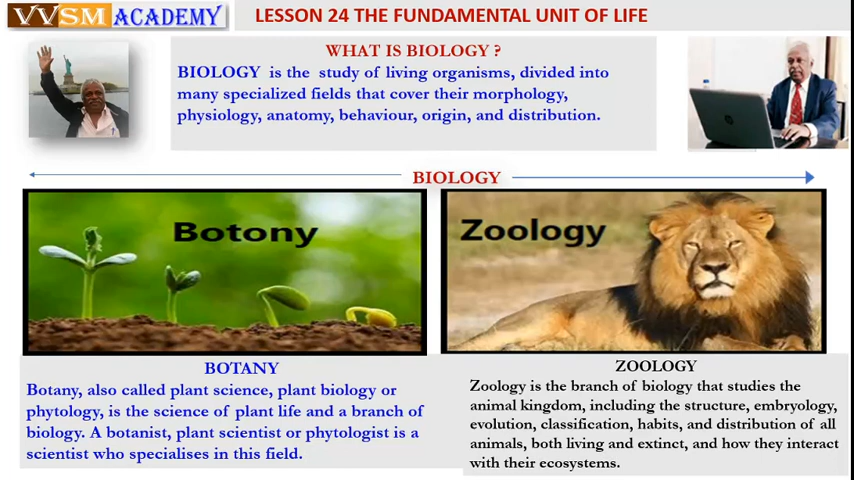 VVSM ACADEMY
LESSON 24 THE FUNDAMENTAL UNIT OF LIFE
WHAT IS BIOLOGY ?
BIOLOGY is the study of living organisms, divided into
many specialized fields that cover their morphology,
physiology, anatomy, behaviour, origin, and distribution.
BIOLOGY
Botony
Zoology
BOTANY
Botany, also called plant science, plant biology or
phytology, is the science of plant life and a branch of
biology. A botanist, plant scientist or phytologist is a
scientist who specialises in this field.
ZOOLOGY
Zoology is the branch of biology that studies the
animal kingdom, including the structure, embryology,
evolution, classification, habits, and distribution of all
animals, both living and extinct, and how they interact
with their ecosystems.